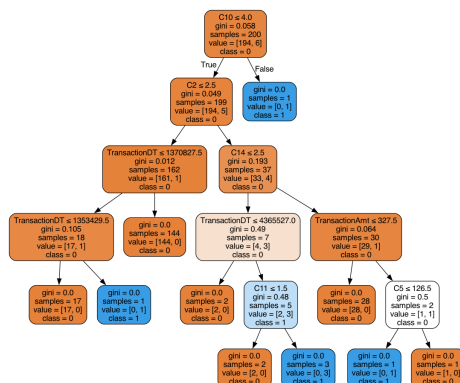 C10 ≤ 4.0
gini = 0.058
samples = 200
value = [194, 6]
class = 0
True
False
C2 ≤ 2.5
gini = 0.049
samples = 199
value = [194, 5]
class = 0
gini = 0.0
samples = 1
value = [0, 1]
class = 1
TransactionDT ≤ 1370827.5
gini = 0.012
samples = 162
value = [161, 1]
class = 0
C14 ≤ 2.5
gini = 0.193
samples = 37
value = [33, 4]
class = 0
TransactionDT ≤ 1353429.5
gini = 0.105
samples = 18
value = [17, 1]
class = 0
gini = 0.0
samples = 144
value = [144, 0]
class = 0
TransactionDT ≤ 4365527.0
gini = 0.49
samples = 7
value = [4, 3]
class = 0
TransactionAmt ≤ 327.5
gini = 0.064
samples = 30
value = [29, 1]
class = 0
gini = 0.0
samples = 17
value = [17, 0]
class = 0
gini = 0.0
samples = 1
value = [0, 1]
class = 1
gini = 0.0
samples = 2
value = [2, 0]
class = 0
C11 ≤ 1.5
gini = 0.48
samples = 5
value = [2, 3]
class = 1
gini = 0.0
samples = 28
value = [28, 0]
class = 0
C5 ≤ 126.5
gini = 0.5
samples = 2
value = [1, 1]
class = 0
gini = 0.0
samples = 2
value = [2, 0]
class = 0
gini = 0.0
samples = 3
value = [0, 3]
class = 1
gini = 0.0
samples = 1
value = [0, 1]
class = 1
gini = 0.0
samples = 1
value = [1, 0]
class = 0